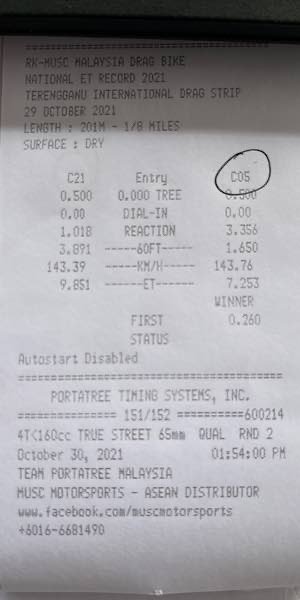 =====================================
RK-MUSC MALAYSIA DRAG BIKE
NATIONAL ET RECORD 2021
TERENGGANU INTERNATIONAL DRAG STRIP
29 OCTOBER 2021
LENGTH : 201M - 1/8 MILES
SURFACE : DRY
C21 Entry C05
0.500 0.000 TREE 0.500
0.00 DIAL-IN 0.00
1.018 REACTION 3.356
3.891 -----60FT------ 1.650
143.39 -----KM/H------ 143.76
9.851 ------ET------- 7.253
WINNER
FIRST 0.260
STATUS
Autostart Disabled
=====================================
PORTATREE TIMING SYSTEMS, INC.
============== 151/152 ==========600214
4T<160cc TRUE STREET 65mm QUAL RND 2
October 30, 2021 01:54:00 PM
TEAM PORTATREE MALAYSIA
MUSC MOTORSPORTS - ASEAN DISTRIBUTOR
www.facebook.com/muscmotorsports
+6016-6681490